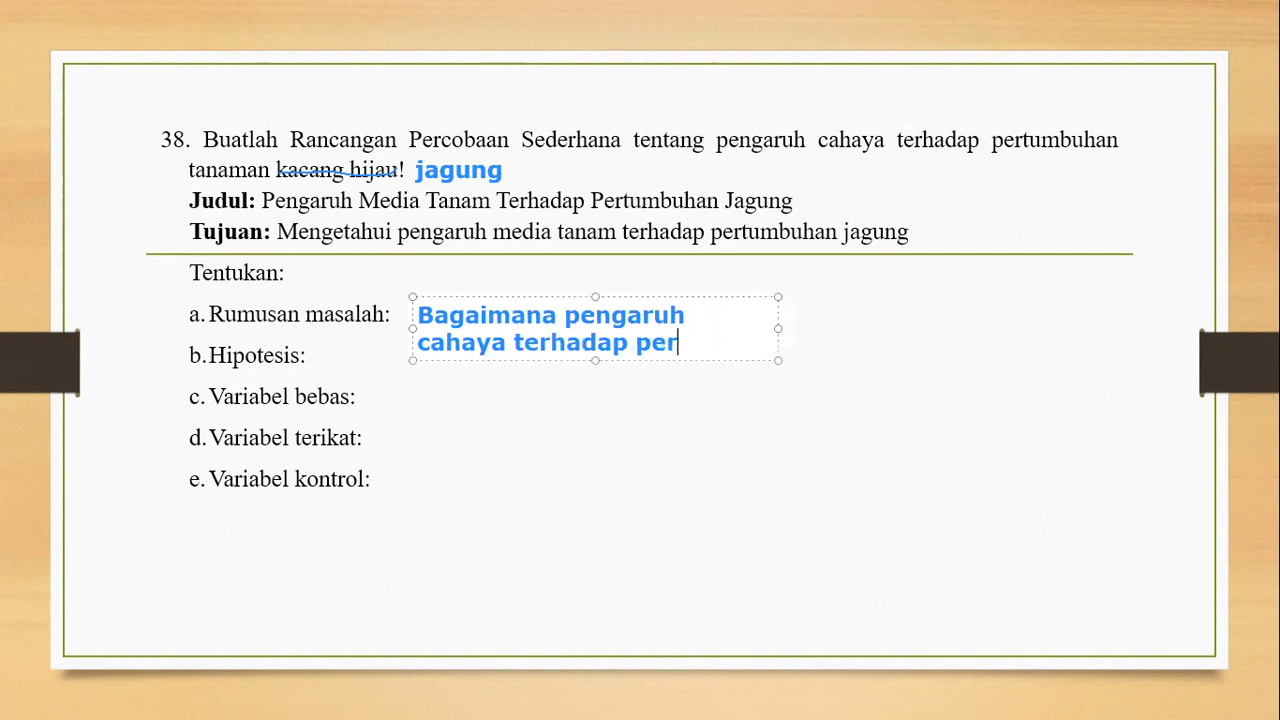 38. Buatlah Rancangan Percobaan Sederhana tentang pengaruh cahaya terhadap pertumbuhan
tanaman kacang hijau! jagung
Judul: Pengaruh Media Tanam Terhadap Pertumbuhan Jagung
Tujuan: Mengetahui pengaruh media tanam terhadap pertumbuhan jagung
Tentukan:
a. Rumusan masalah: Bagaimana pengaruh
cahaya terhadap per
b. Hipotesis:
c. Variabel bebas:
d. Variabel terikat:
e. Variabel kontrol: